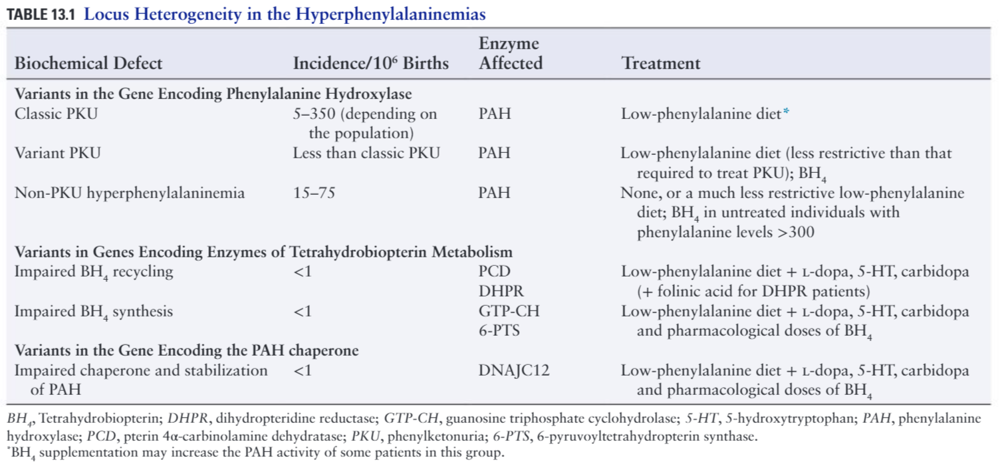 TABLE 13.1 Locus Heterogeneity in the Hyperphenylalaninemias
Biochemical Defect Incidence/10⁶ Births Enzyme Affected Treatment
Variants in the Gene Encoding Phenylalanine Hydroxylase
Classic PKU 5–350 (depending on PAH Low-phenylalanine diet*
the population)
Variant PKU Less than classic PKU PAH Low-phenylalanine diet (less restrictive than that
required to treat PKU); BH₄
Non-PKU hyperphenylalaninemia 15–75 PAH None, or a much less restrictive low-phenylalanine
diet; BH₄ in untreated individuals with
phenylalanine levels >300
Variants in Genes Encoding Enzymes of Tetrahydrobiopterin Metabolism
Impaired BH₄ recycling <1 PCD Low-phenylalanine diet + L-dopa, 5-HT, carbidopa
DHPR (+ folinic acid for DHPR patients)
Impaired BH₄ synthesis <1 GTP-CH Low-phenylalanine diet + L-dopa, 5-HT, carbidopa
6-PTS and pharmacological doses of BH₄
Variants in the Gene Encoding the PAH chaperone
Impaired chaperone and stabilization <1 DNAJC12 Low-phenylalanine diet + L-dopa, 5-HT, carbidopa
of PAH and pharmacological doses of BH₄
BH₄, Tetrahydrobiopterin; DHPR, dihydropteridine reductase; GTP-CH, guanosine triphosphate cyclohydrolase; 5-HT, 5-hydroxytryptophan; PAH, phenylalanine
hydroxylase; PCD, pterin 4α-carbinolamine dehydratase; PKU, phenylketonuria; 6-PTS, 6-pyruvoyltetrahydropterin synthase.
*BH₄ supplementation may increase the PAH activity of some patients in this group.